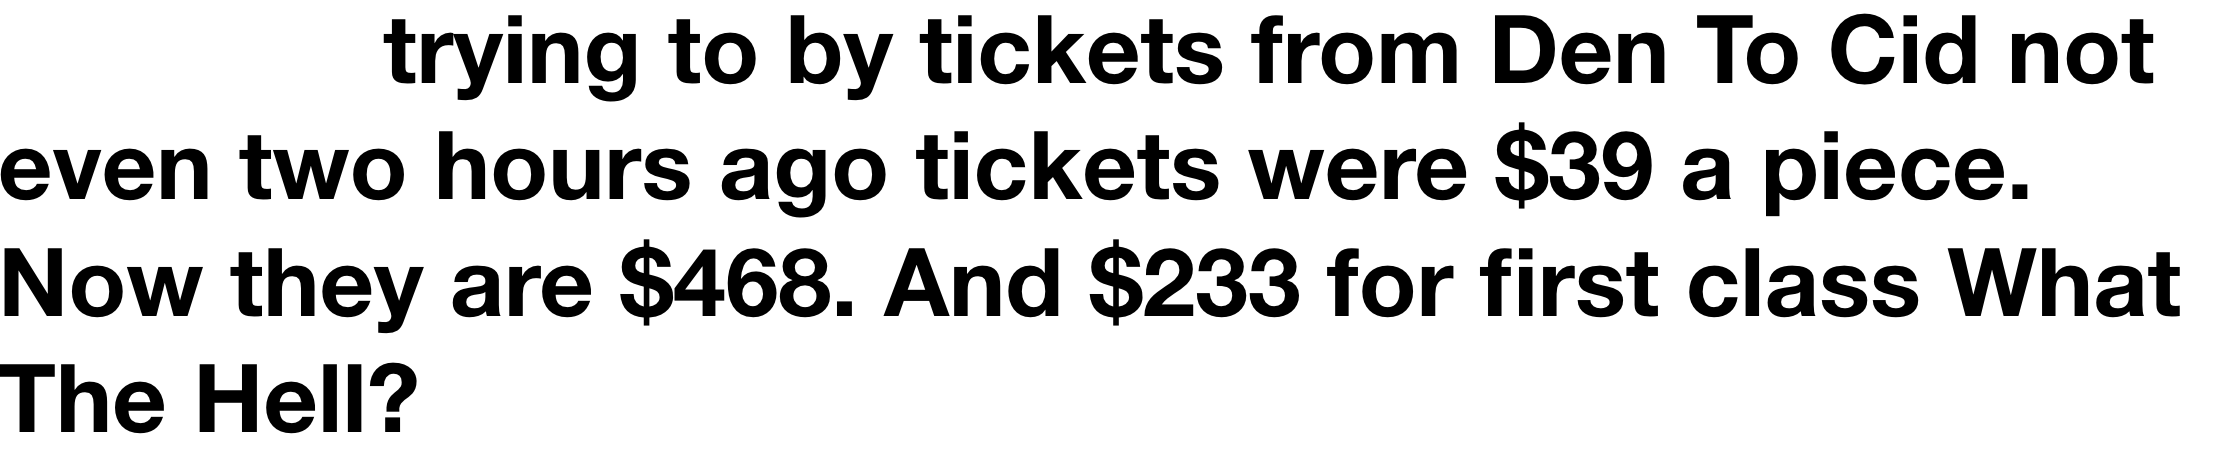 trying to by tickets from Den To Cid not
even two hours ago tickets were $39 a piece.
Now they are $468. And $233 for first class What
The Hell?